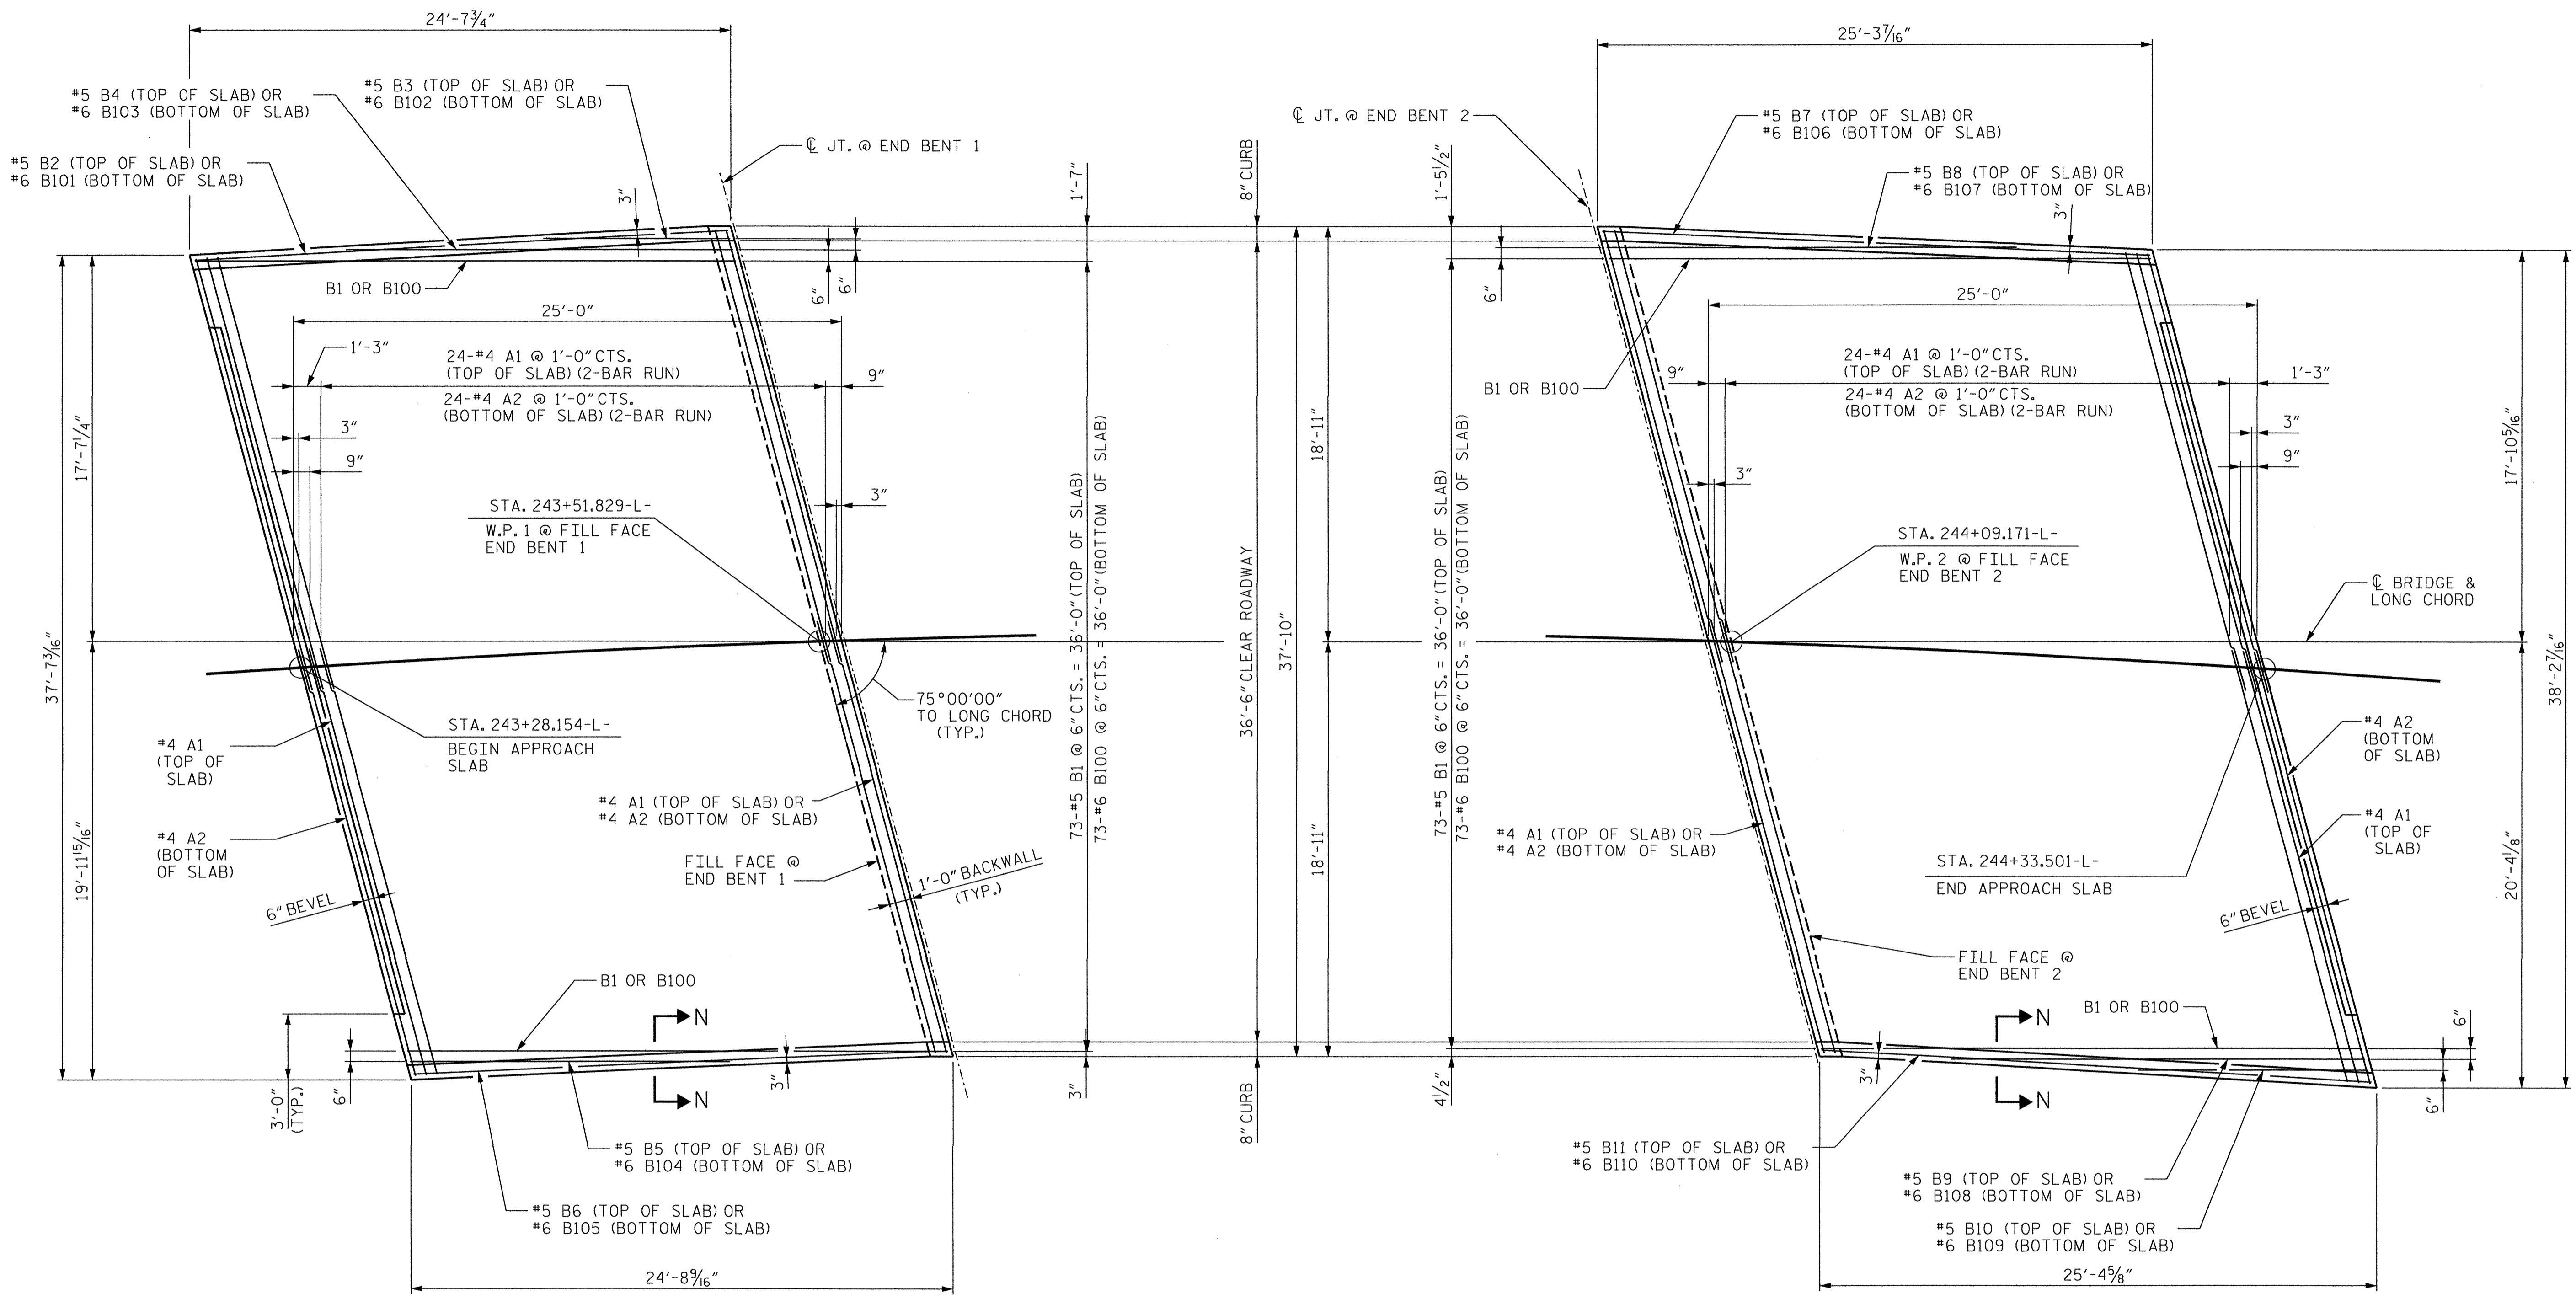 24'-7¾"
#5 B4 (TOP OF SLAB) OR
#6 B103 (BOTTOM OF SLAB)
#5 B3 (TOP OF SLAB) OR
#6 B102 (BOTTOM OF SLAB)
#5 B2 (TOP OF SLAB) OR
#6 B101 (BOTTOM OF SLAB)
℄ JT. @ END BENT 1
3"
6"
6"
B1 OR B100
25'-0"
1'-3"
24-#4 A1 @ 1'-0" CTS.
(TOP OF SLAB) (2-BAR RUN)
24-#4 A2 @ 1'-0" CTS.
(BOTTOM OF SLAB) (2-BAR RUN)
9"
3"
9"
3"
17'-7¼"
37'-7³⁄₁₆"
19'-11¹⁵⁄₁₆"
STA. 243+51.829-L-
W.P. 1 @ FILL FACE
END BENT 1
75°00'00"
TO LONG CHORD
(TYP.)
STA. 243+28.154-L-
BEGIN APPROACH
SLAB
#4 A1
(TOP OF
SLAB)
#4 A2
(BOTTOM
OF SLAB)
#4 A1 (TOP OF SLAB) OR
#4 A2 (BOTTOM OF SLAB)
FILL FACE @
END BENT 1
1'-0" BACKWALL
(TYP.)
6" BEVEL
B1 OR B100
N
N
3'-0"
(TYP.)
6"
3"
#5 B5 (TOP OF SLAB) OR
#6 B104 (BOTTOM OF SLAB)
#5 B6 (TOP OF SLAB) OR
#6 B105 (BOTTOM OF SLAB)
24'-8⁹⁄₁₆"
1'-7"
73-#5 B1 @ 6" CTS. = 36'-0" (TOP OF SLAB)
73-#6 B100 @ 6" CTS. = 36'-0" (BOTTOM OF SLAB)
3"
8" CURB
36'-6" CLEAR ROADWAY
8" CURB
37'-10"
18'-11"
18'-11"
1'-5½"
73-#5 B1 @ 6" CTS. = 36'-0" (TOP OF SLAB)
73-#6 B100 @ 6" CTS. = 36'-0" (BOTTOM OF SLAB)
4½"
25'-3⁷⁄₁₆"
℄ JT. @ END BENT 2
#5 B7 (TOP OF SLAB) OR
#6 B106 (BOTTOM OF SLAB)
#5 B8 (TOP OF SLAB) OR
#6 B107 (BOTTOM OF SLAB)
3"
6"
25'-0"
B1 OR B100
9"
24-#4 A1 @ 1'-0" CTS.
(TOP OF SLAB) (2-BAR RUN)
24-#4 A2 @ 1'-0" CTS.
(BOTTOM OF SLAB) (2-BAR RUN)
1'-3"
3"
9"
3"
17'-10⁵⁄₁₆"
38'-2⁷⁄₁₆"
20'-4⅛"
STA. 244+09.171-L-
W.P. 2 @ FILL FACE
END BENT 2
℄ BRIDGE &
LONG CHORD
#4 A2
(BOTTOM
OF SLAB)
#4 A1
(TOP OF
SLAB)
#4 A1 (TOP OF SLAB) OR
#4 A2 (BOTTOM OF SLAB)
STA. 244+33.501-L-
END APPROACH SLAB
6" BEVEL
FILL FACE @
END BENT 2
B1 OR B100
N
N
3"
6"
6"
#5 B11 (TOP OF SLAB) OR
#6 B110 (BOTTOM OF SLAB)
#5 B9 (TOP OF SLAB) OR
#6 B108 (BOTTOM OF SLAB)
#5 B10 (TOP OF SLAB) OR
#6 B109 (BOTTOM OF SLAB)
25'-4⅝"